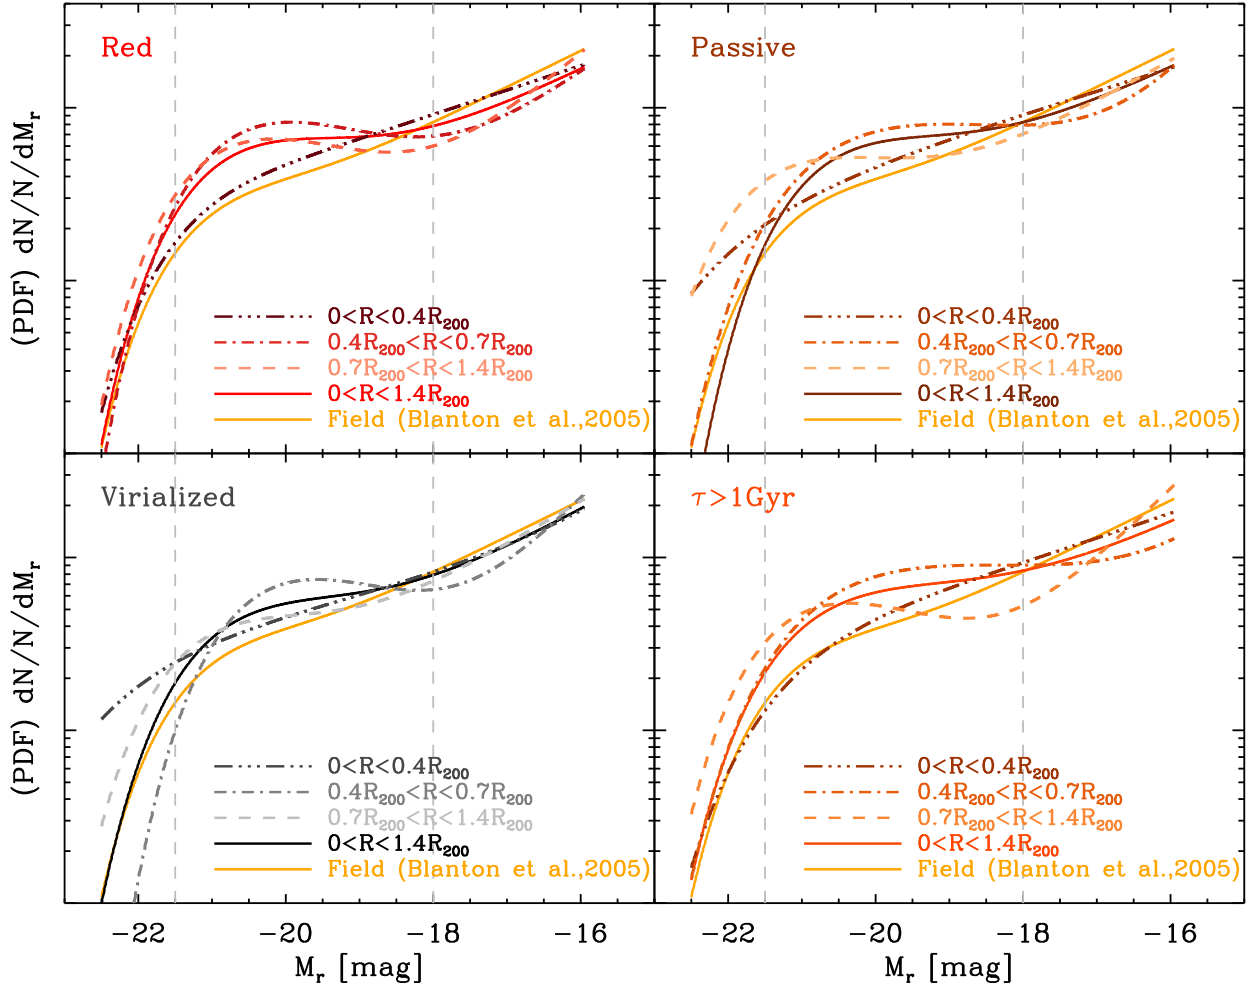 Red
(PDF) dN/N/dMr
0<R<0.4R200
0.4R200<R<0.7R200
0.7R200<R<1.4R200
0<R<1.4R200
Field (Blanton et al.,2005)
Passive
0<R<0.4R200
0.4R200<R<0.7R200
0.7R200<R<1.4R200
0<R<1.4R200
Field (Blanton et al.,2005)
Virialized
(PDF) dN/N/dMr
0<R<0.4R200
0.4R200<R<0.7R200
0.7R200<R<1.4R200
0<R<1.4R200
Field (Blanton et al.,2005)
−22 −20 −18 −16
Mr [mag]
τ>1Gyr
0<R<0.4R200
0.4R200<R<0.7R200
0.7R200<R<1.4R200
0<R<1.4R200
Field (Blanton et al.,2005)
−22 −20 −18 −16
Mr [mag]